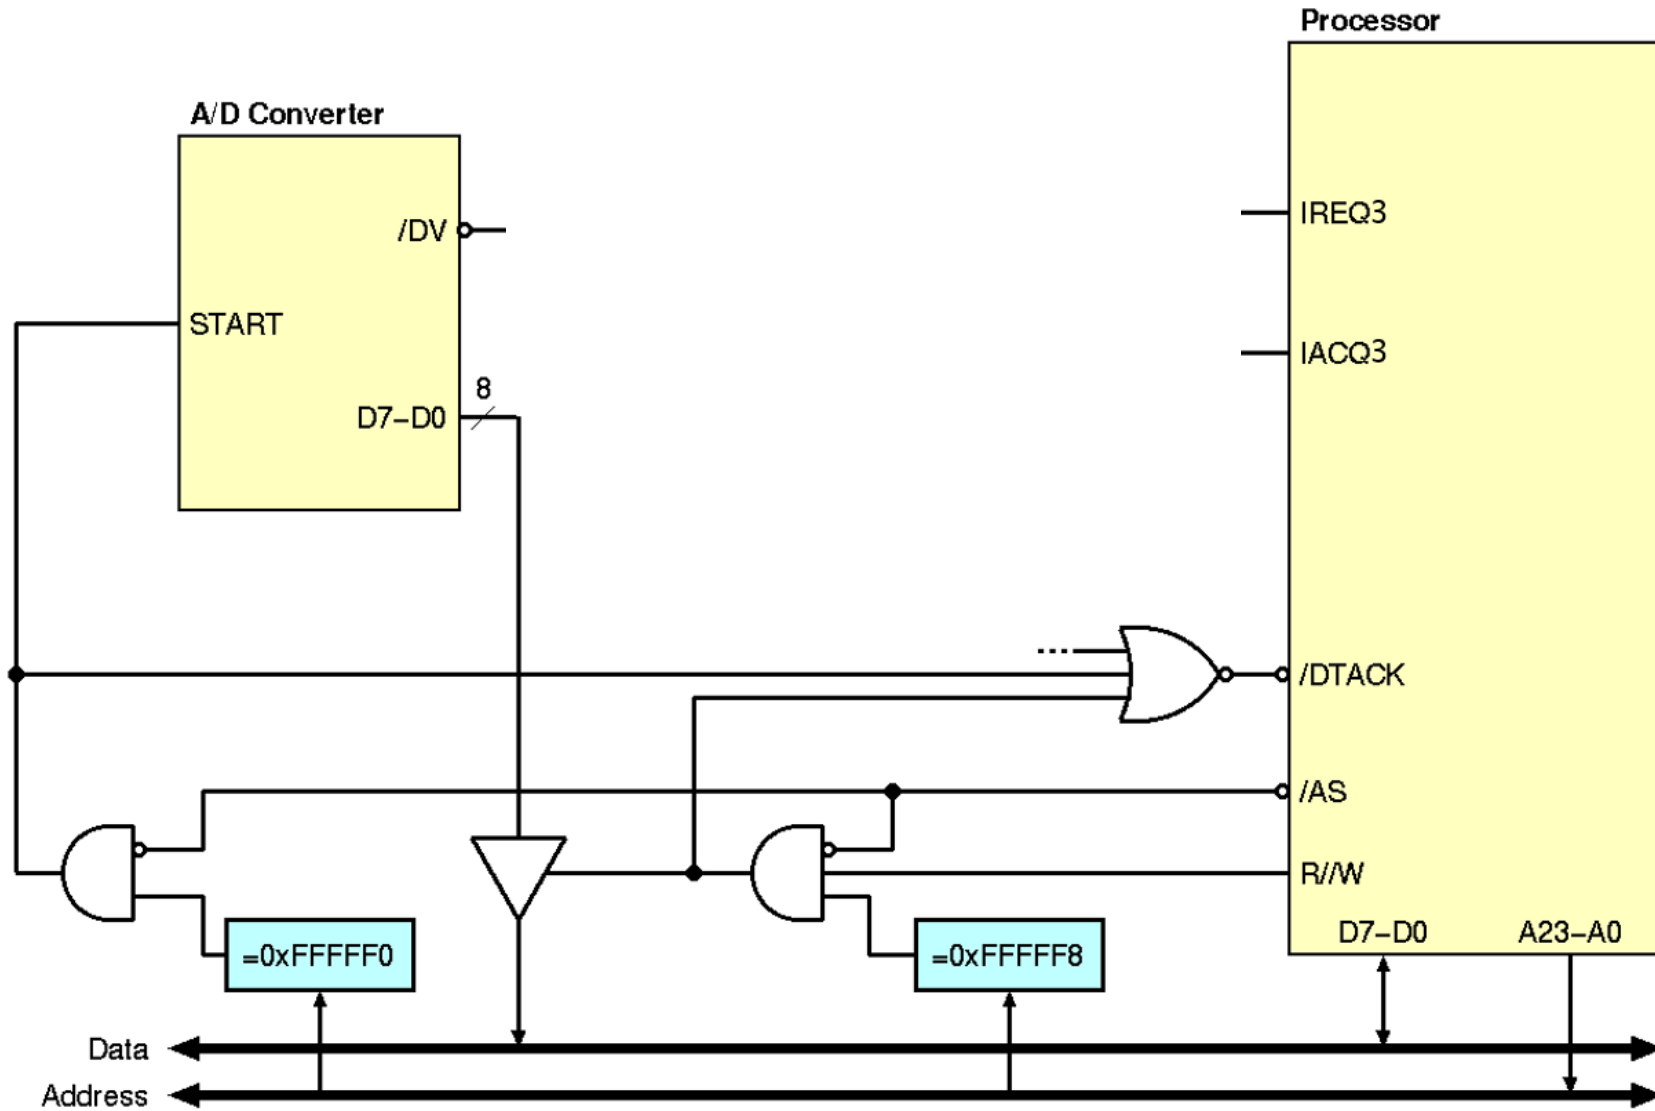 Processor
A/D Converter
/DV
IREQ3
START
IACQ3
8
D7–D0
/DTACK
/AS
R//W
D7–D0
A23–A0
=0xFFFFF0
=0xFFFFF8
Data
Address